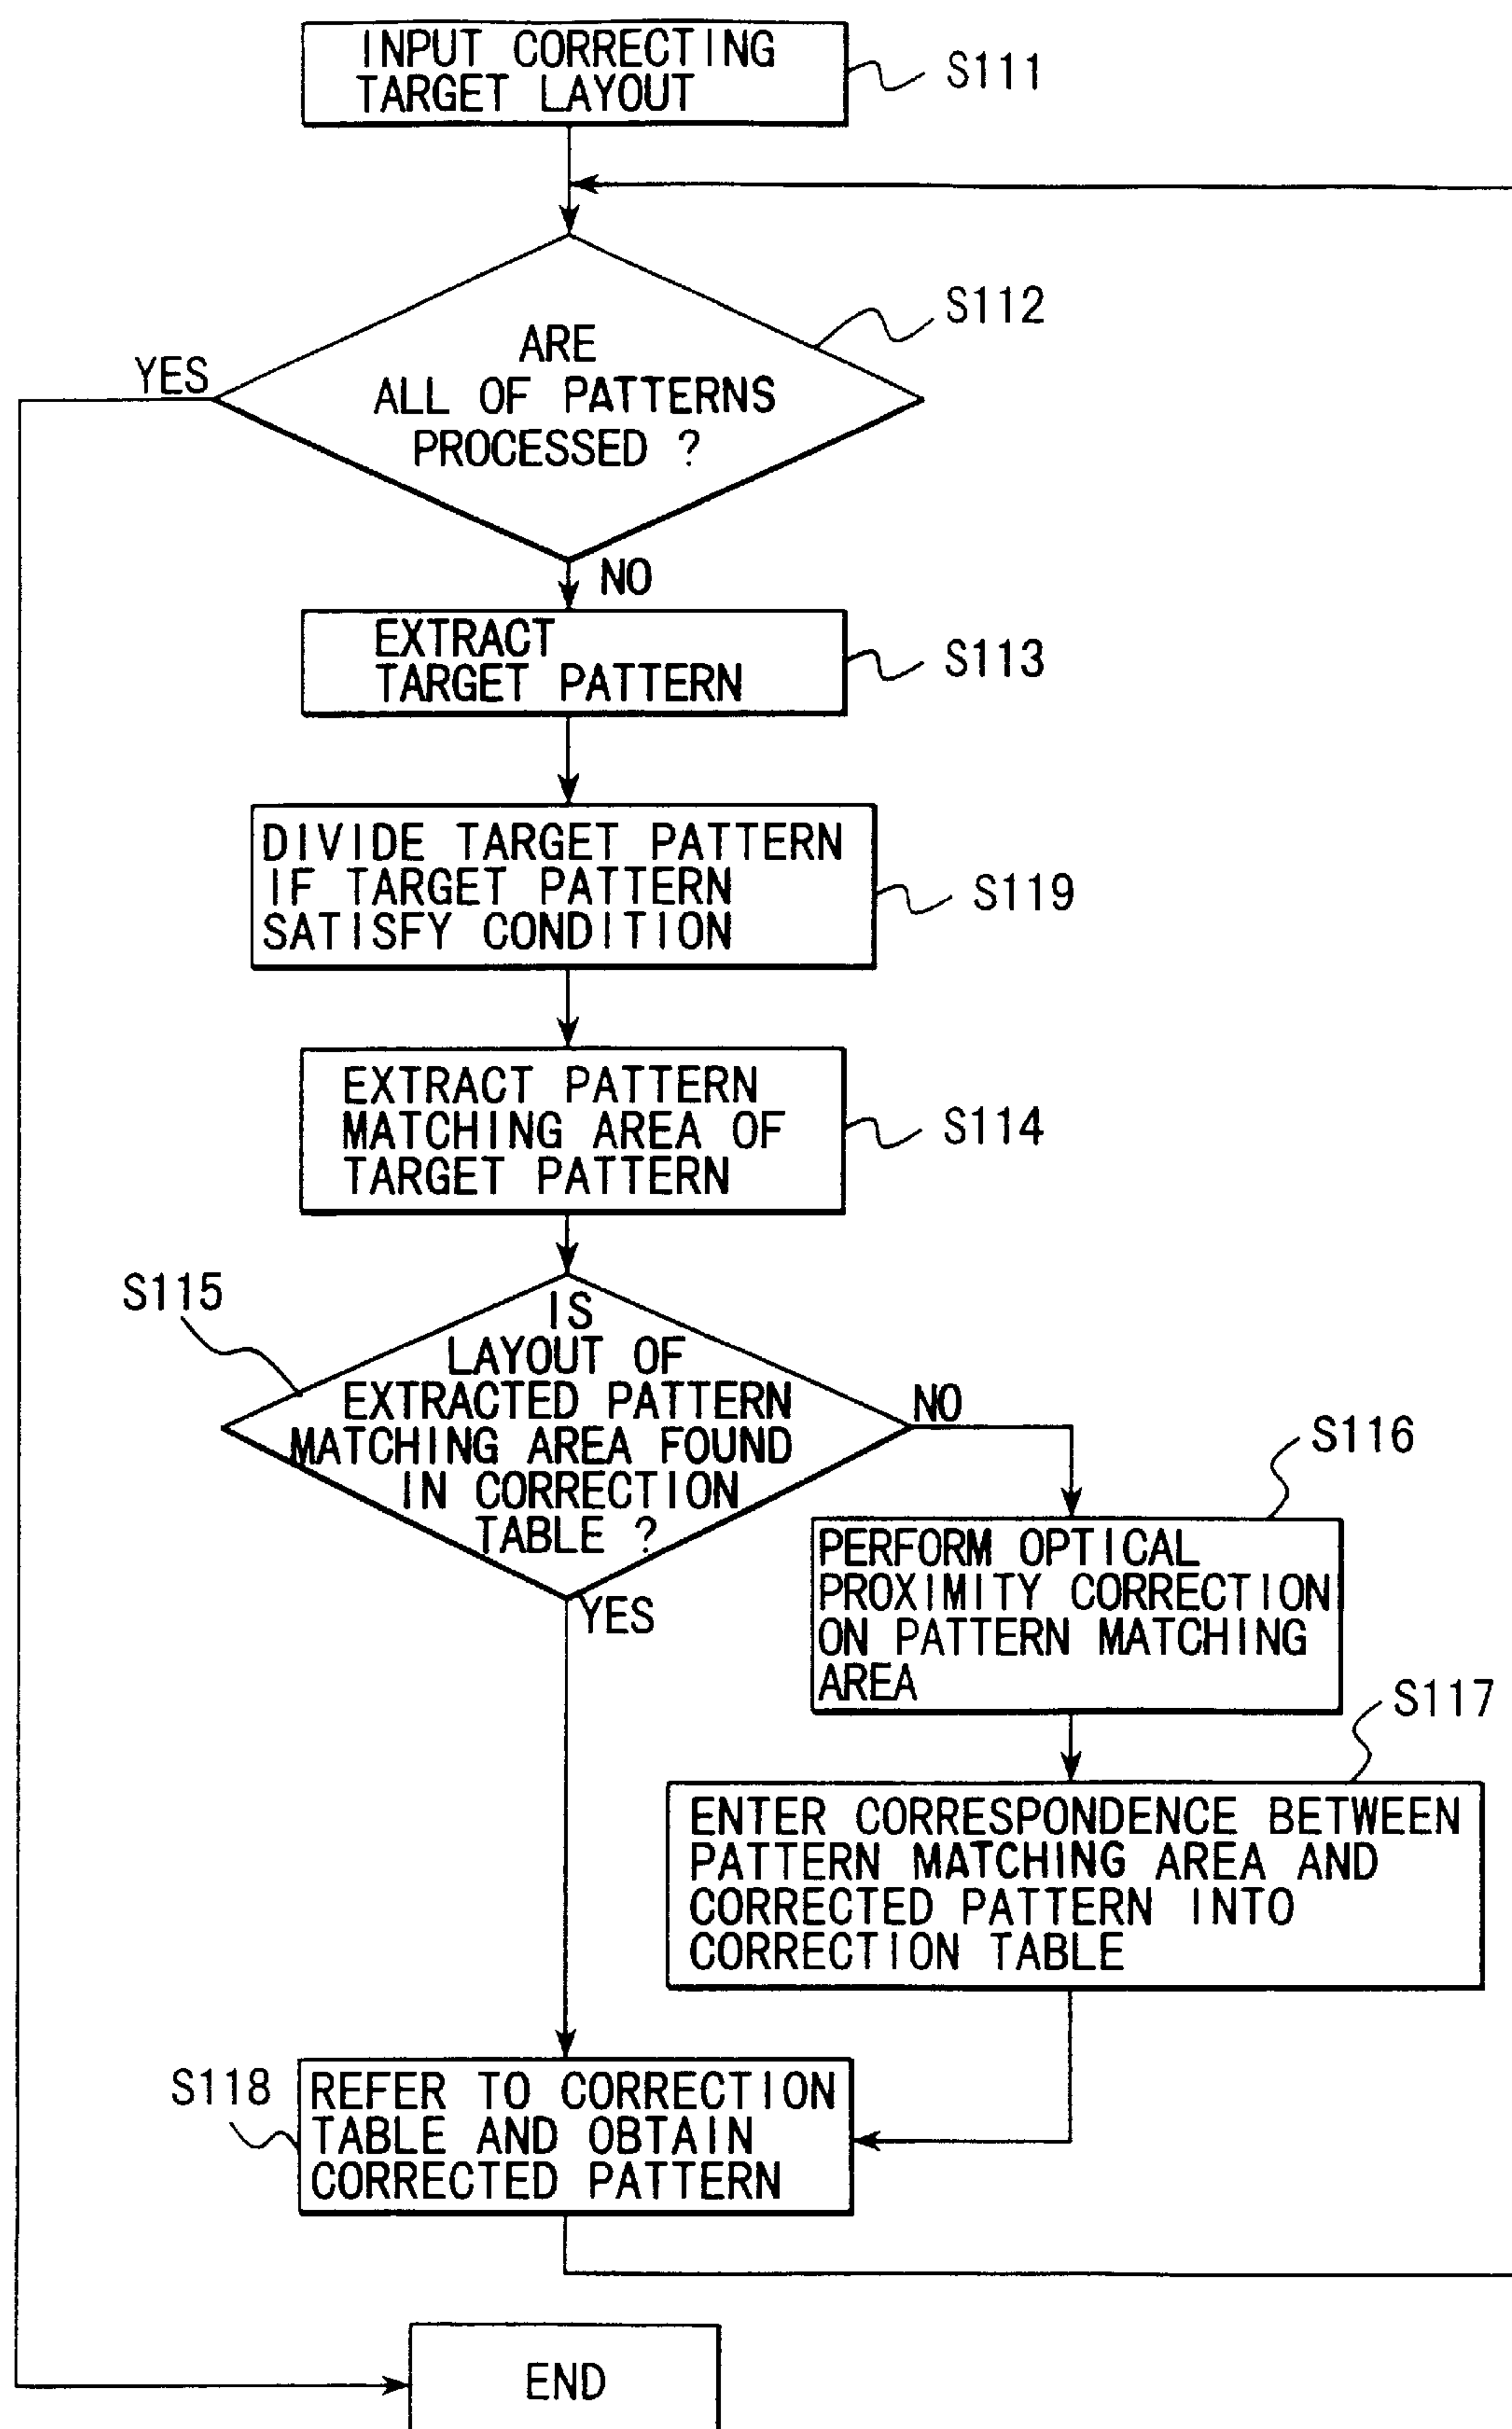 INPUT CORRECTING
TARGET LAYOUT
S111
S112
ARE
ALL OF PATTERNS
PROCESSED ?
YES
NO
EXTRACT
TARGET PATTERN
S113
DIVIDE TARGET PATTERN
IF TARGET PATTERN
SATISFY CONDITION
S119
EXTRACT PATTERN
MATCHING AREA OF
TARGET PATTERN
S114
S115
IS
LAYOUT OF
EXTRACTED PATTERN
MATCHING AREA FOUND
IN CORRECTION
TABLE ?
NO
YES
S116
PERFORM OPTICAL
PROXIMITY CORRECTION
ON PATTERN MATCHING
AREA
S117
ENTER CORRESPONDENCE BETWEEN
PATTERN MATCHING AREA AND
CORRECTED PATTERN INTO
CORRECTION TABLE
S118
REFER TO CORRECTION
TABLE AND OBTAIN
CORRECTED PATTERN
END